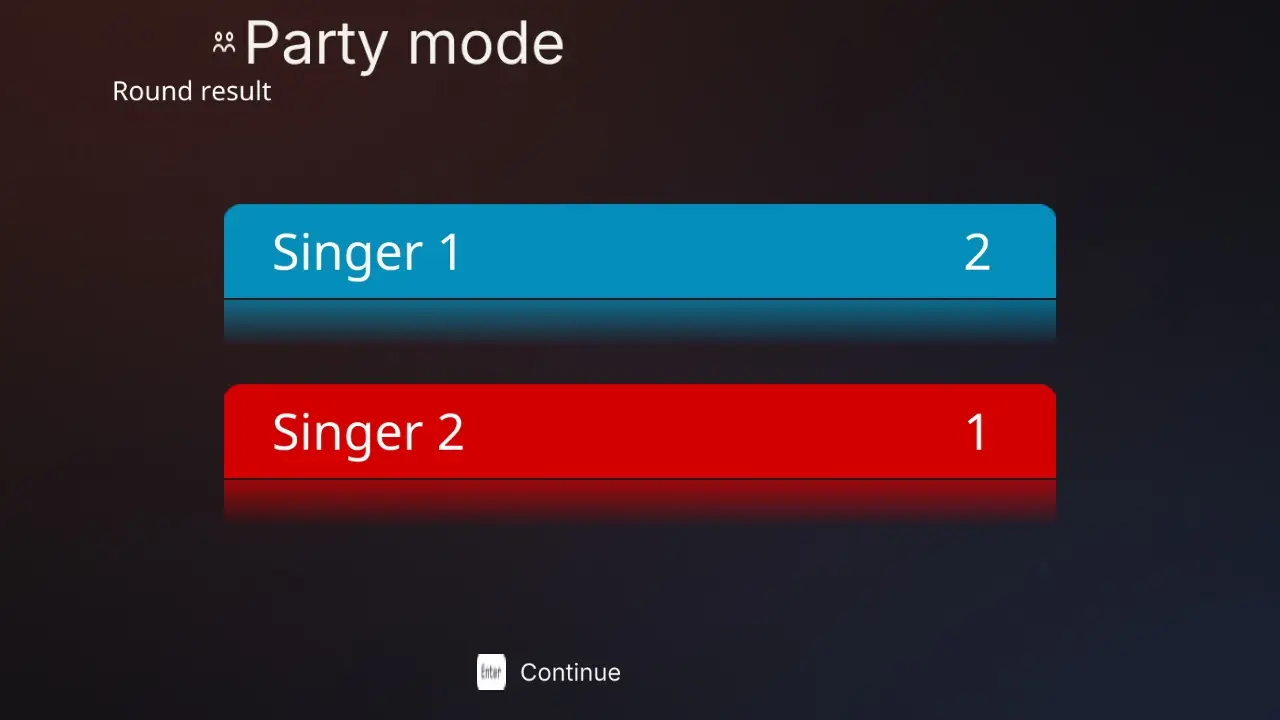 Party mode
Round result
Singer 1 2
Singer 2 1
Enter Continue